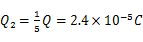 Q₂ = 1/5 Q = 2.4 × 10⁻⁵C